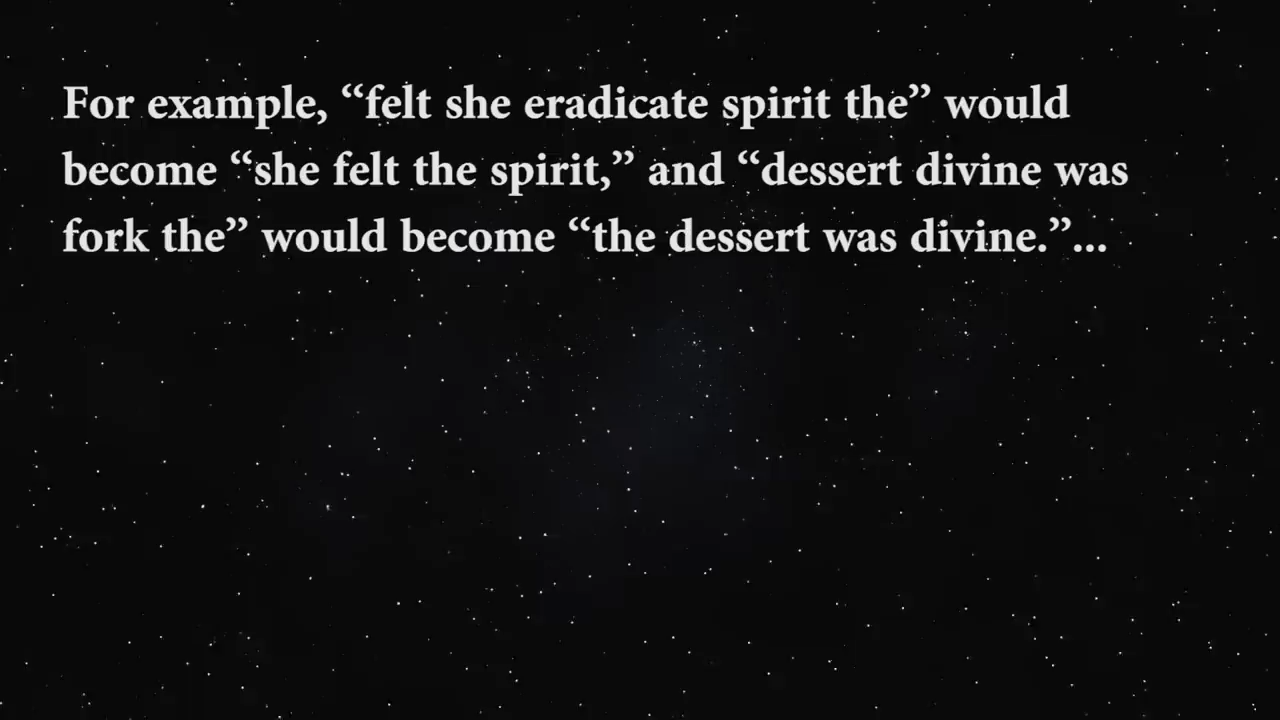 For example, “felt she eradicate spirit the” would
become “she felt the spirit,” and “dessert divine was
fork the” would become “the dessert was divine.”...